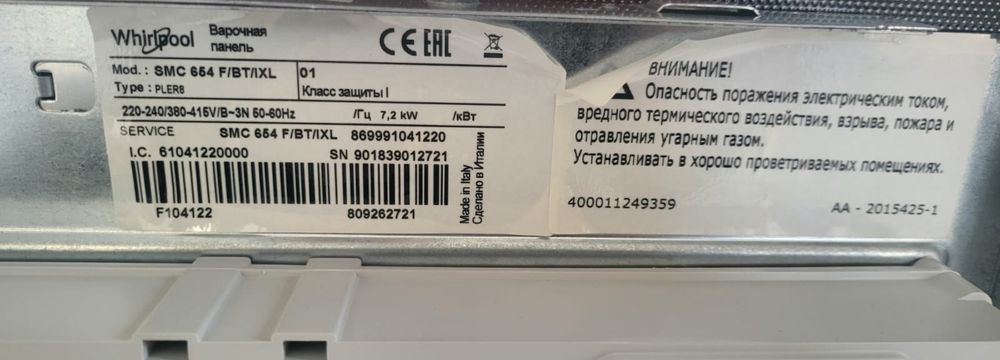 Whirlpool Варочная панель CE EAC
Mod.: SMC 654 F/BT/IXL 01
Type: PLER8 Класс защиты I
220-240/380-415V/В~3N 50-60Hz /Гц 7,2 kW /кВт
SERVICE SMC 654 F/BT/IXL 869991041220
I.C. 61041220000 SN 901839012721
F104122 809262721
Made in Italy
Сделано в Италии
ВНИМАНИЕ!
Опасность поражения электрическим током,
вредного термического воздействия, взрыва, пожара и
отравления угарным газом.
Устанавливать в хорошо проветриваемых помещениях.
400011249359 AA - 2015425-1